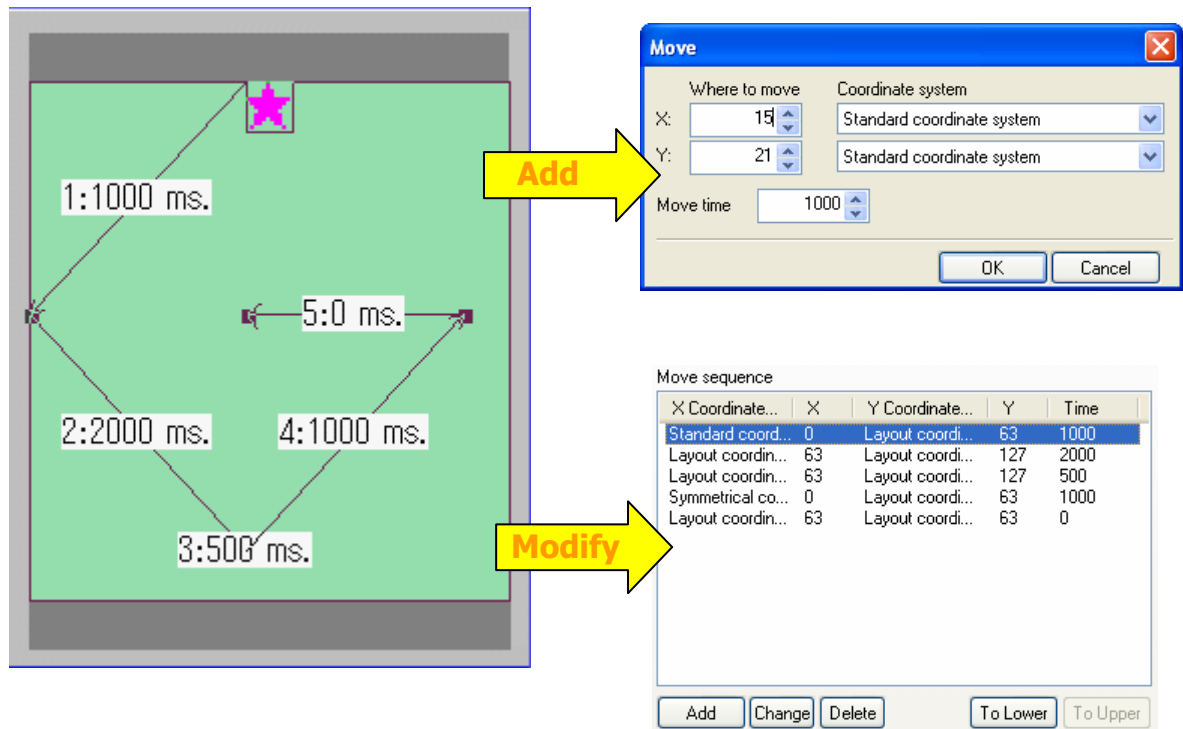 1:1000 ms.
5:0 ms.
2:2000 ms.
4:1000 ms.
3:500 ms.
Add
Modify
Move
Where to move Coordinate system
X: 15 Standard coordinate system
Y: 21 Standard coordinate system
Move time 1000
OK Cancel
Move sequence
X Coordinate... X Y Coordinate... Y Time
Standard coord... 0 Layout coordi... 63 1000
Layout coordin... 63 Layout coordi... 127 2000
Layout coordin... 63 Layout coordi... 127 500
Symmetrical co... 0 Layout coordi... 63 1000
Layout coordin... 63 Layout coordi... 63 0
Add Change Delete To Lower To Upper